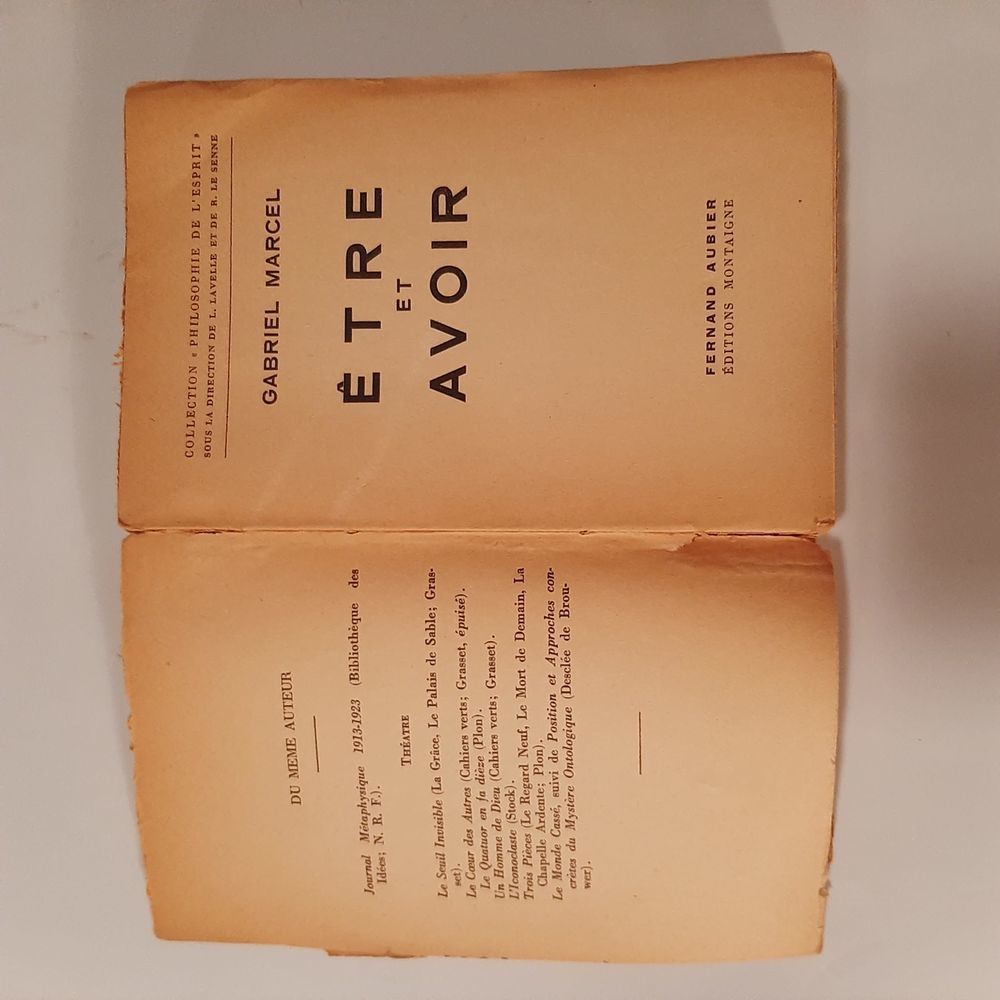 DU MEME AUTEUR
Journal Métaphysique 1913-1923 (Bibliothèque des
Idées; N. R. F.).
THÉATRE
Le Seuil Invisible (La Grâce, Le Palais de Sable; Gras-
set).
Le Cœur des Autres (Cahiers verts; Grasset, épuisé).
Le Quatuor en fa dièze (Plon).
Un Homme de Dieu (Cahiers verts; Grasset).
L'Iconoclaste (Stock).
Trois Pièces (Le Regard Neuf, Le Mort de Demain, La
Chapelle Ardente; Plon).
Le Monde Cassé, suivi de Position et Approches con-
crètes du Mystère Ontologique (Desclée de Brou-
wer).
COLLECTION « PHILOSOPHIE DE L'ESPRIT »
SOUS LA DIRECTION DE L. LAVELLE ET DE R. LE SENNE
GABRIEL MARCEL
ÊTRE
ET
AVOIR
FERNAND AUBIER
ÉDITIONS MONTAIGNE